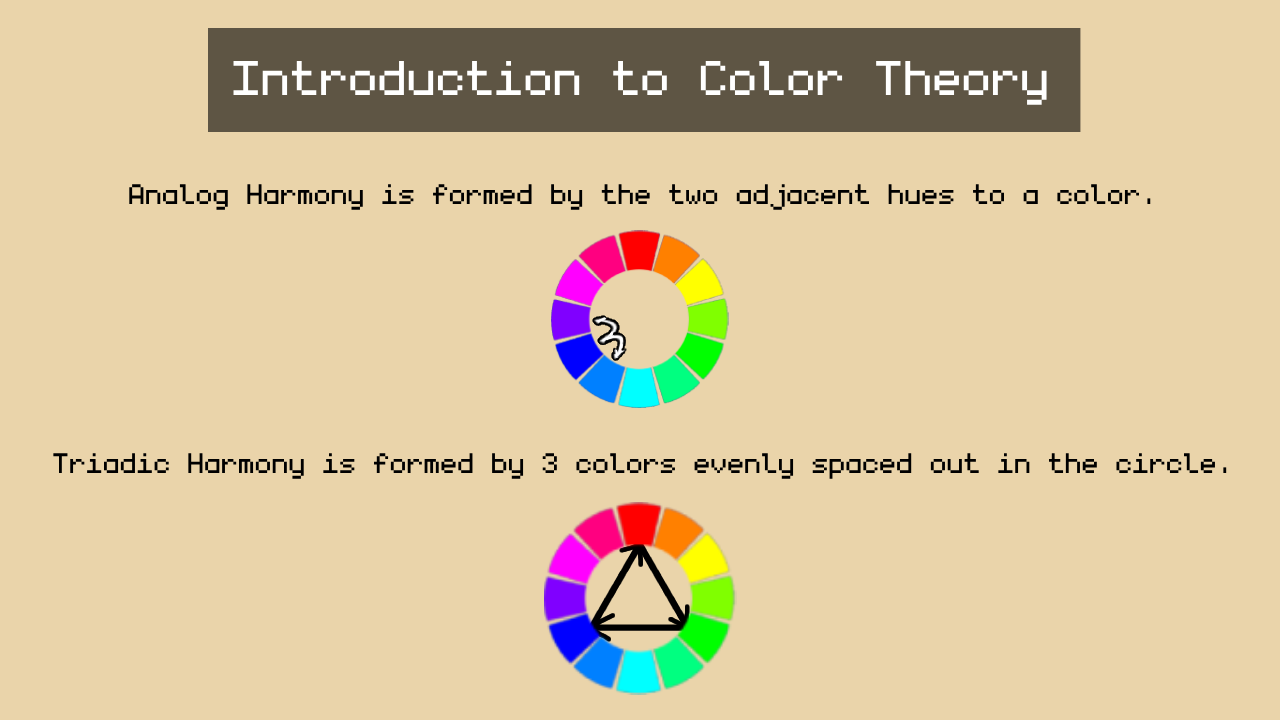 Introduction to Color Theory
Analog Harmony is formed by the two adjacent hues to a color.
Triadic Harmony is formed by 3 colors evenly spaced out in the circle.